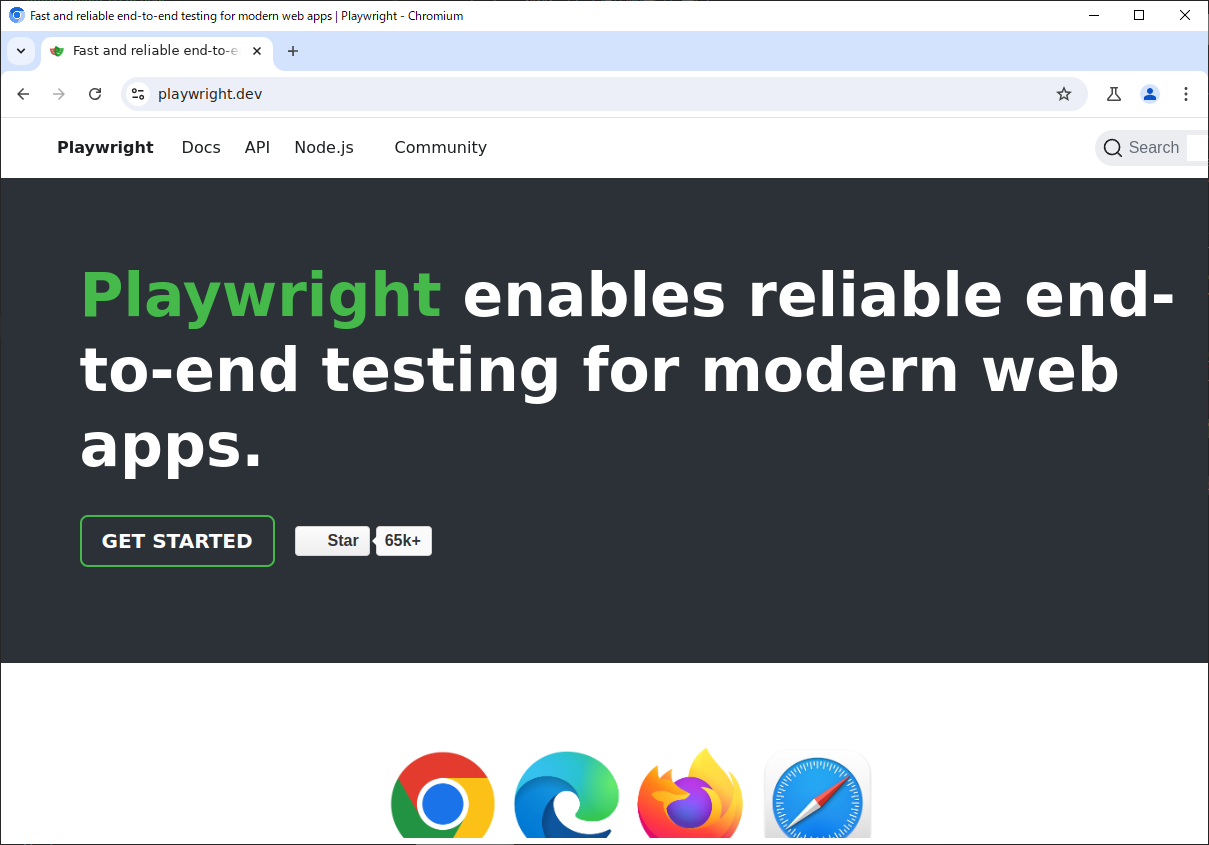 Fast and reliable end-to-end testing for modern web apps | Playwright - Chromium
Fast and reliable end-to-e
playwright.dev
Playwright Docs API Node.js Community Search
Playwright enables reliable end-
to-end testing for modern web
apps.
GET STARTED Star 65k+